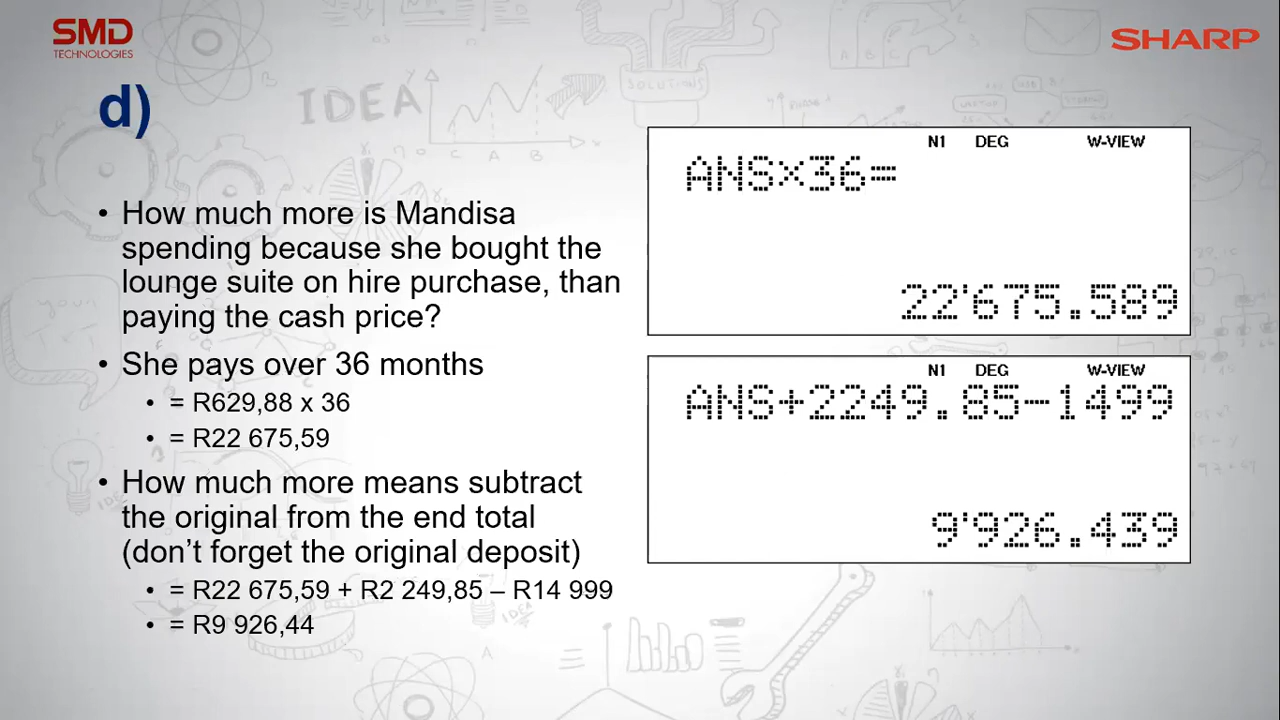 SMD
TECHNOLOGIES
SHARP
IDEA
SOLUTIONS
d)
• How much more is Mandisa
spending because she bought the
lounge suite on hire purchase, than
paying the cash price?
• She pays over 36 months
• = R629,88 x 36
• = R22 675,59
• How much more means subtract
the original from the end total
(don’t forget the original deposit)
• = R22 675,59 + R2 249,85 – R14 999
• = R9 926,44
N1 DEG W-VIEW
ANS×36=
22'675.589
N1 DEG W-VIEW
ANS+2249.85-1499
9'926.439